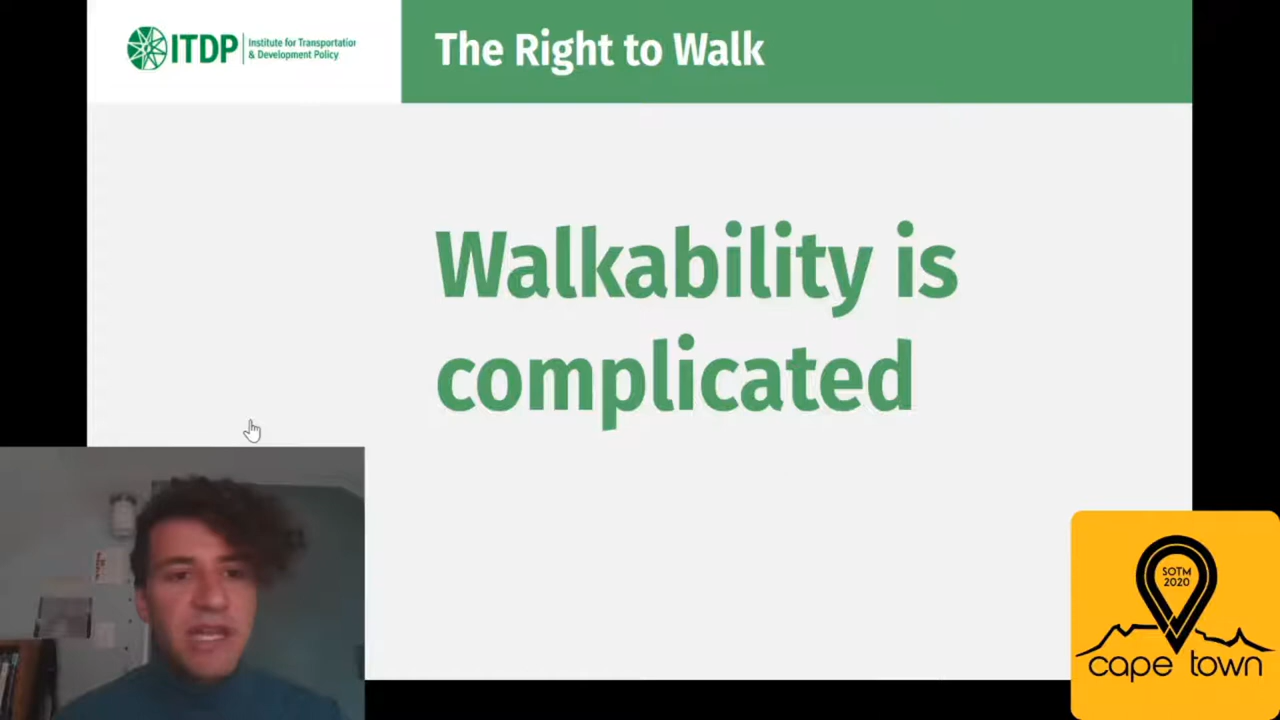 ITDP
Institute for Transportation
& Development Policy
The Right to Walk
Walkability is
complicated
SOTM
2020
cape town